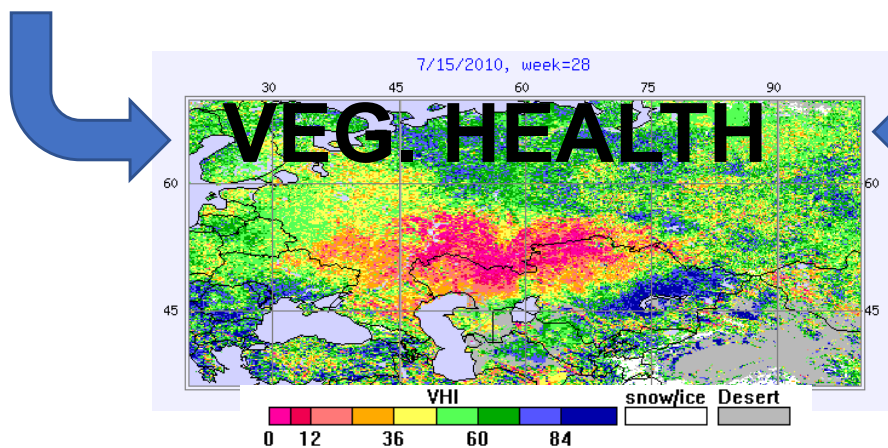 7/15/2010, week=28
30 45 60 75 90
VEG. HEALTH
60 60
45 45
VHI snow/ice Desert
0 12 36 60 84